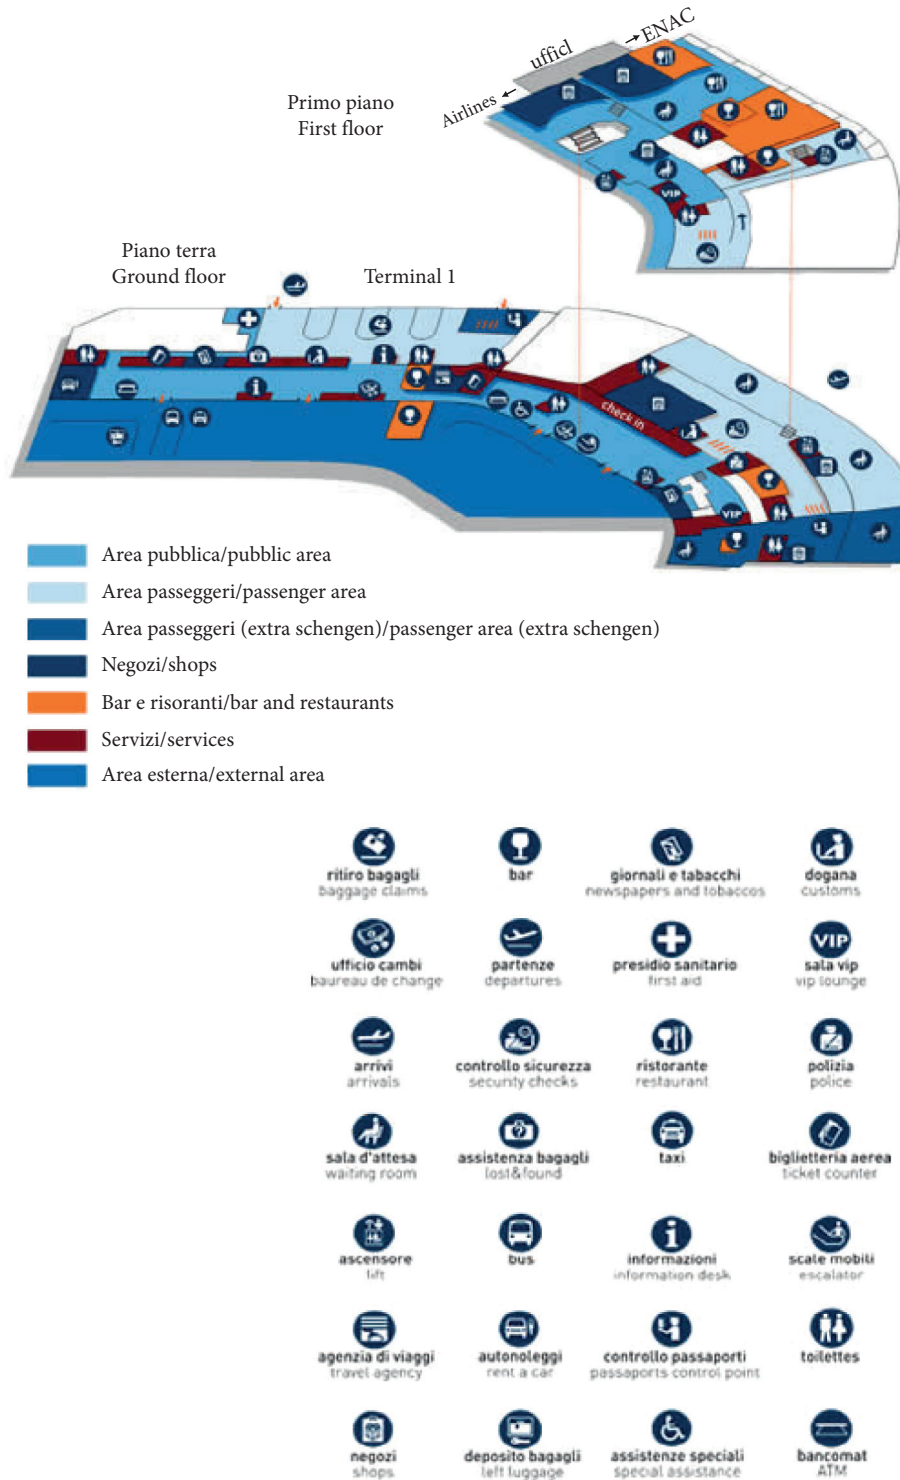 ufficI
→ENAC
Airlines ←
Primo piano
First floor
VIP
Piano terra
Ground floor
Terminal 1
check in
VIP
Area pubblica/pubblic area
Area passeggeri/passenger area
Area passeggeri (extra schengen)/passenger area (extra schengen)
Negozi/shops
Bar e risoranti/bar and restaurants
Servizi/services
Area esterna/external area
ritiro bagagli
baggage claims
bar
giornali e tabacchi
newspapers and tobaccos
dogana
customs
ufficio cambi
baureau de change
partenze
departures
presidio sanitario
first aid
VIP
sala vip
vip lounge
arrivi
arrivals
controllo sicurezza
security checks
ristorante
restaurant
polizia
police
sala d'attesa
waiting room
assistenza bagagli
lost&found
taxi
biglietteria aerea
ticket counter
ascensore
lift
bus
informazioni
information desk
scale mobili
escalator
agenzia di viaggi
travel agency
autonoleggi
rent a car
controllo passaporti
passaports control point
toilettes
negozi
shops
deposito bagagli
left luggage
assistenze speciali
special assistance
bancomat
ATM